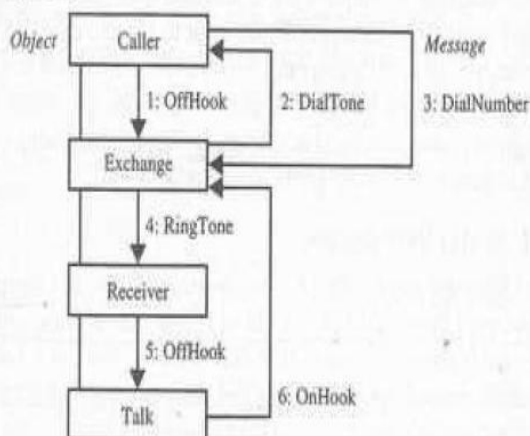 Object
Caller
Message
1: OffHook
2: DialTone
3: DialNumber
Exchange
4: RingTone
Receiver
5: OffHook
6: OnHook
Talk